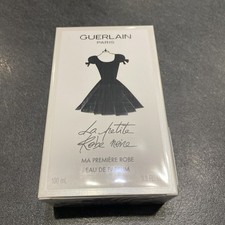 GUERLAIN
PARIS
La petite
Robe noire
MA PREMIÈRE ROBE
EAU DE PARFUM